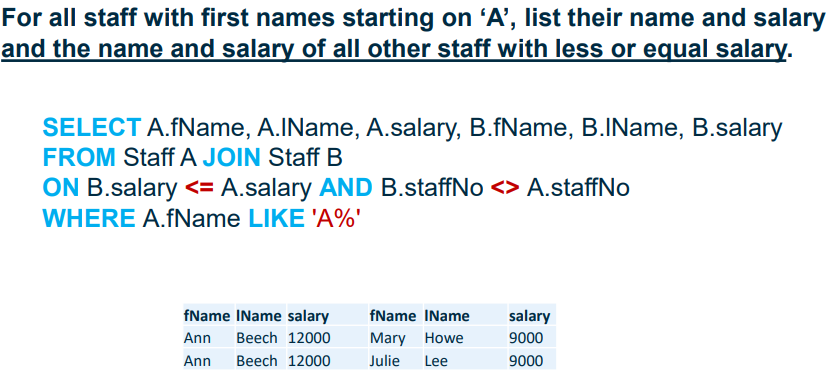 For all staff with first names starting on ‘A’, list their name and salary
and the name and salary of all other staff with less or equal salary.
SELECT A.fName, A.lName, A.salary, B.fName, B.lName, B.salary
FROM Staff A JOIN Staff B
ON B.salary <= A.salary AND B.staffNo <> A.staffNo
WHERE A.fName LIKE 'A%'
fName lName salary fName lName salary
Ann Beech 12000 Mary Howe 9000
Ann Beech 12000 Julie Lee 9000